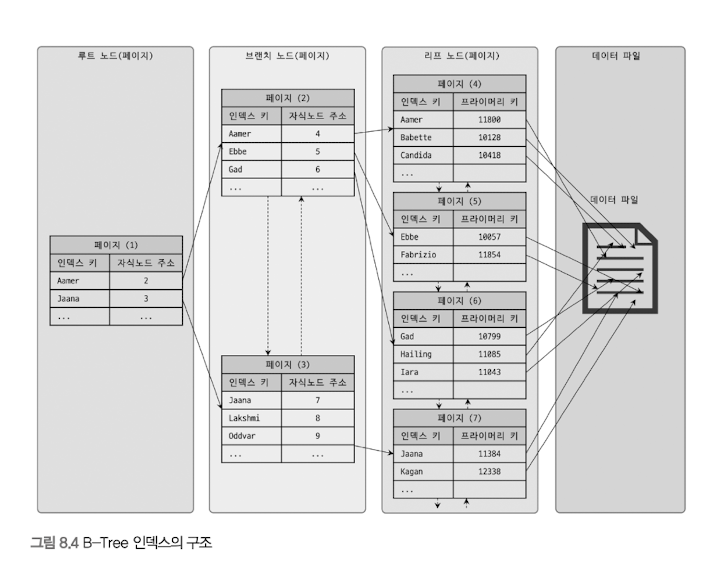 루트 노드(페이지)
페이지 (1)
인덱스 키 자식노드 주소
Aamer 2
Jaana 3
... ...
브랜치 노드(페이지)
페이지 (2)
인덱스 키 자식노드 주소
Aamer 4
Ebbe 5
Gad 6
... ...
페이지 (3)
인덱스 키 자식노드 주소
Jaana 7
Lakshmi 8
Oddvar 9
... ...
리프 노드(페이지)
페이지 (4)
인덱스 키 프라이머리 키
Aamer 11800
Babette 10128
Candida 10418
...
페이지 (5)
인덱스 키 프라이머리 키
Ebbe 10057
Fabrizio 11854
...
페이지 (6)
인덱스 키 프라이머리 키
Gad 10799
Hailing 11085
Iara 11043
...
페이지 (7)
인덱스 키 프라이머리 키
Jaana 11384
Kagan 12338
...
데이터 파일
데이터 파일
그림 8.4 B-Tree 인덱스의 구조